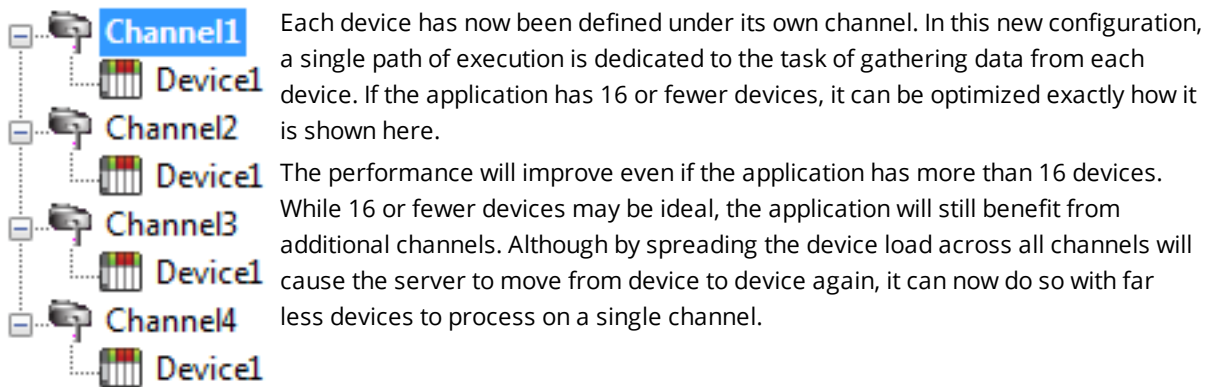 Channel1
Device1
Channel2
Device1
Channel3
Device1
Channel4
Device1
Each device has now been defined under its own channel. In this new configuration,
a single path of execution is dedicated to the task of gathering data from each
device. If the application has 16 or fewer devices, it can be optimized exactly how it
is shown here.
The performance will improve even if the application has more than 16 devices.
While 16 or fewer devices may be ideal, the application will still benefit from
additional channels. Although by spreading the device load across all channels will
cause the server to move from device to device again, it can now do so with far
less devices to process on a single channel.